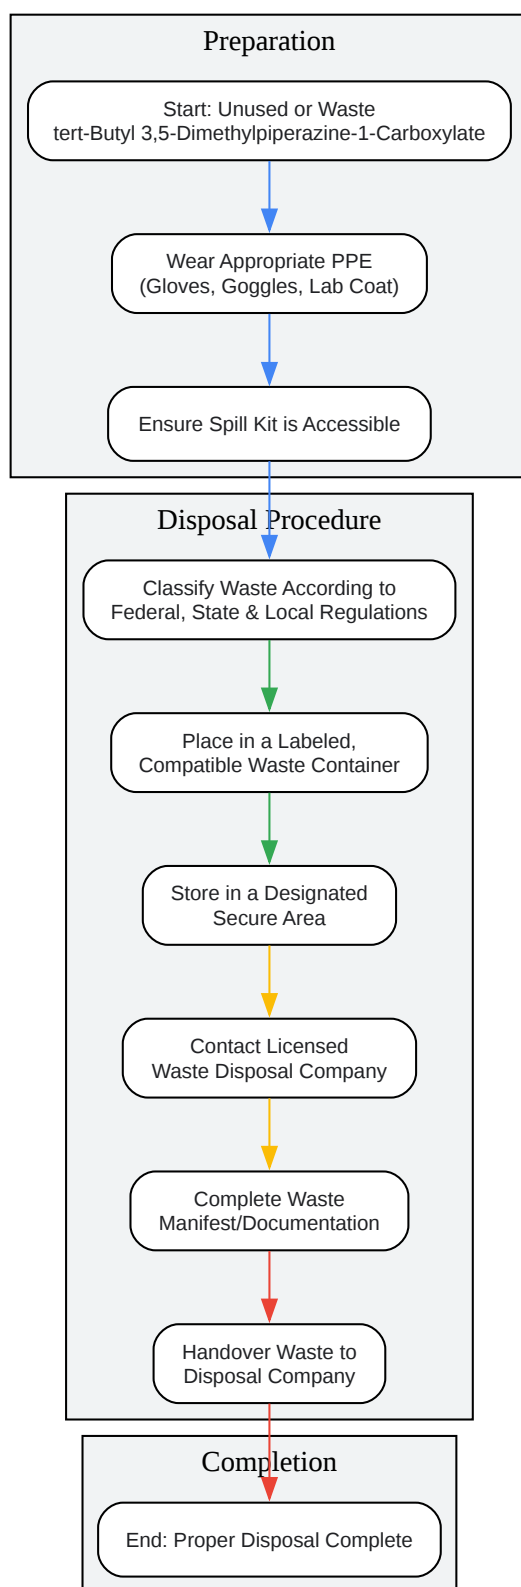 Preparation
Start: Unused or Waste
tert-Butyl 3,5-Dimethylpiperazine-1-Carboxylate
Wear Appropriate PPE
(Gloves, Goggles, Lab Coat)
Ensure Spill Kit is Accessible
Disposal Procedure
Classify Waste According to
Federal, State & Local Regulations
Place in a Labeled,
Compatible Waste Container
Store in a Designated
Secure Area
Contact Licensed
Waste Disposal Company
Complete Waste
Manifest/Documentation
Handover Waste to
Disposal Company
Completion
End: Proper Disposal Complete